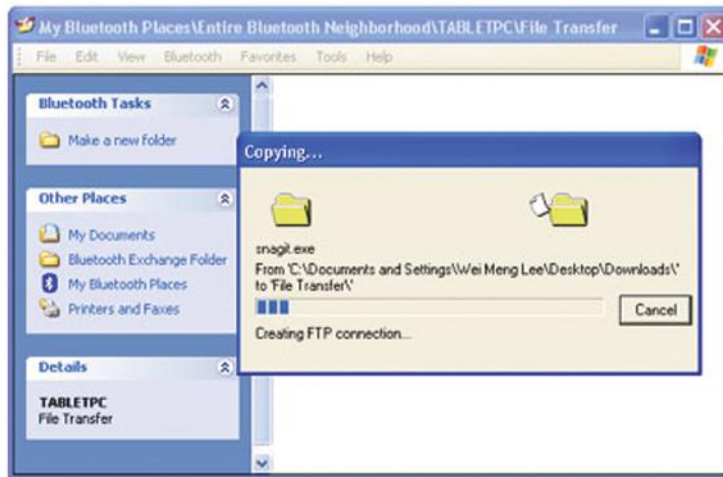 My Bluetooth Places\Entire Bluetooth Neighborhood\TABLETPC\File Transfer
File Edit View Bluetooth Favorites Tools Help
Bluetooth Tasks
Make a new folder
Other Places
My Documents
Bluetooth Exchange Folder
My Bluetooth Places
Printers and Faxes
Details
TABLETPC
File Transfer
Copying...
snagit.exe
From 'C:\Documents and Settings\Wei Meng Lee\Desktop\Downloads\'
to 'File Transfer\'
Cancel
Creating FTP connection...